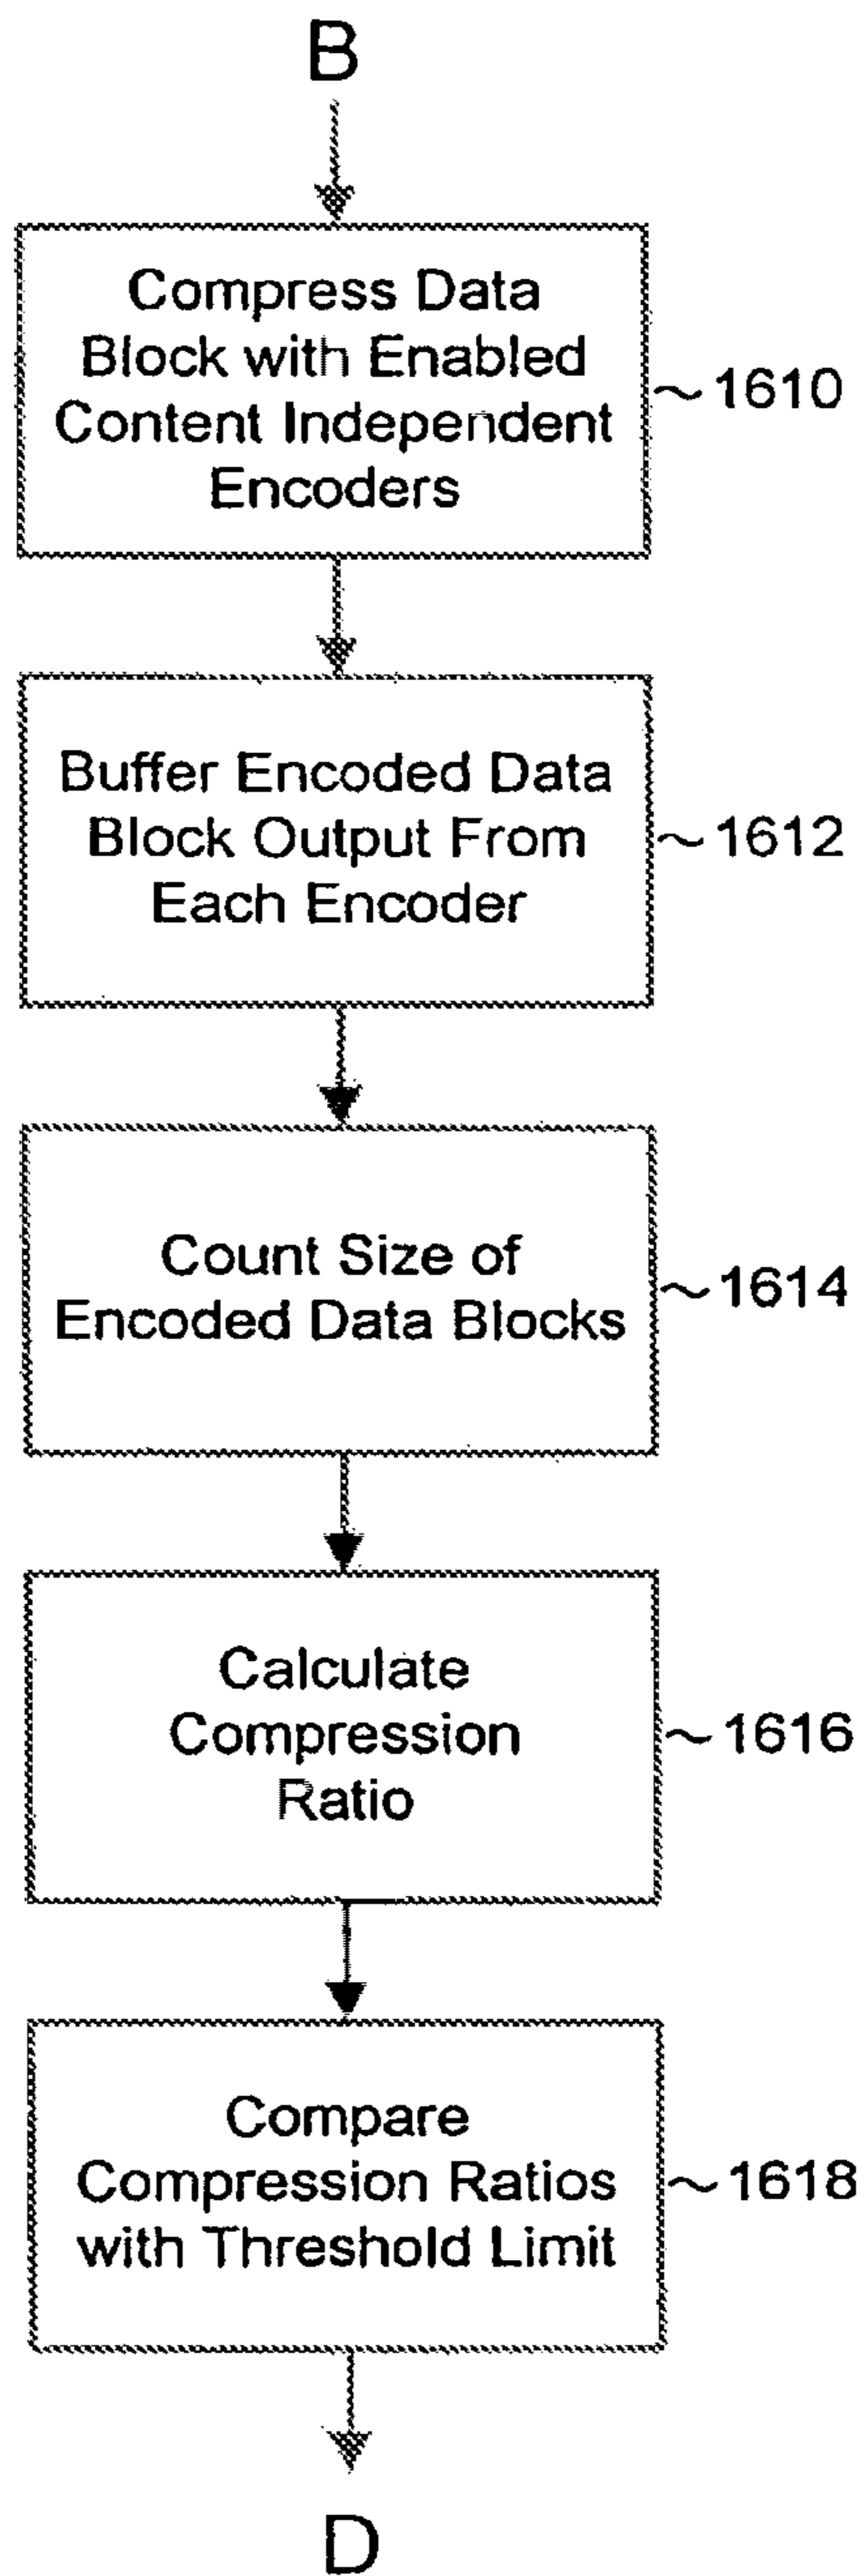 B
Compress Data
Block with Enabled
Content Independent
Encoders
~1610
Buffer Encoded Data
Block Output From
Each Encoder
~1612
Count Size of
Encoded Data Blocks
~1614
Calculate
Compression
Ratio
~1616
Compare
Compression Ratios
with Threshold Limit
~1618
D